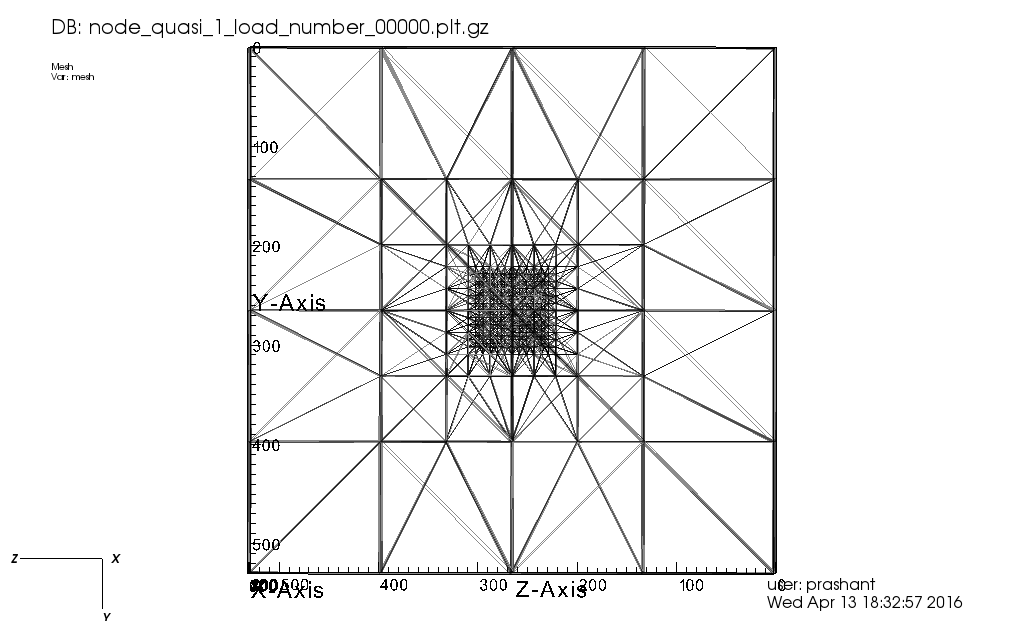 DB: node_quasi_1_load_number_00000.plt.gz
Mesh
Var: mesh
0
100
200
Y-Axis
300
400
500
Z X
Y
500 400 300 200 100 0
X-Axis Z-Axis
user: prashant
Wed Apr 13 18:32:57 2016